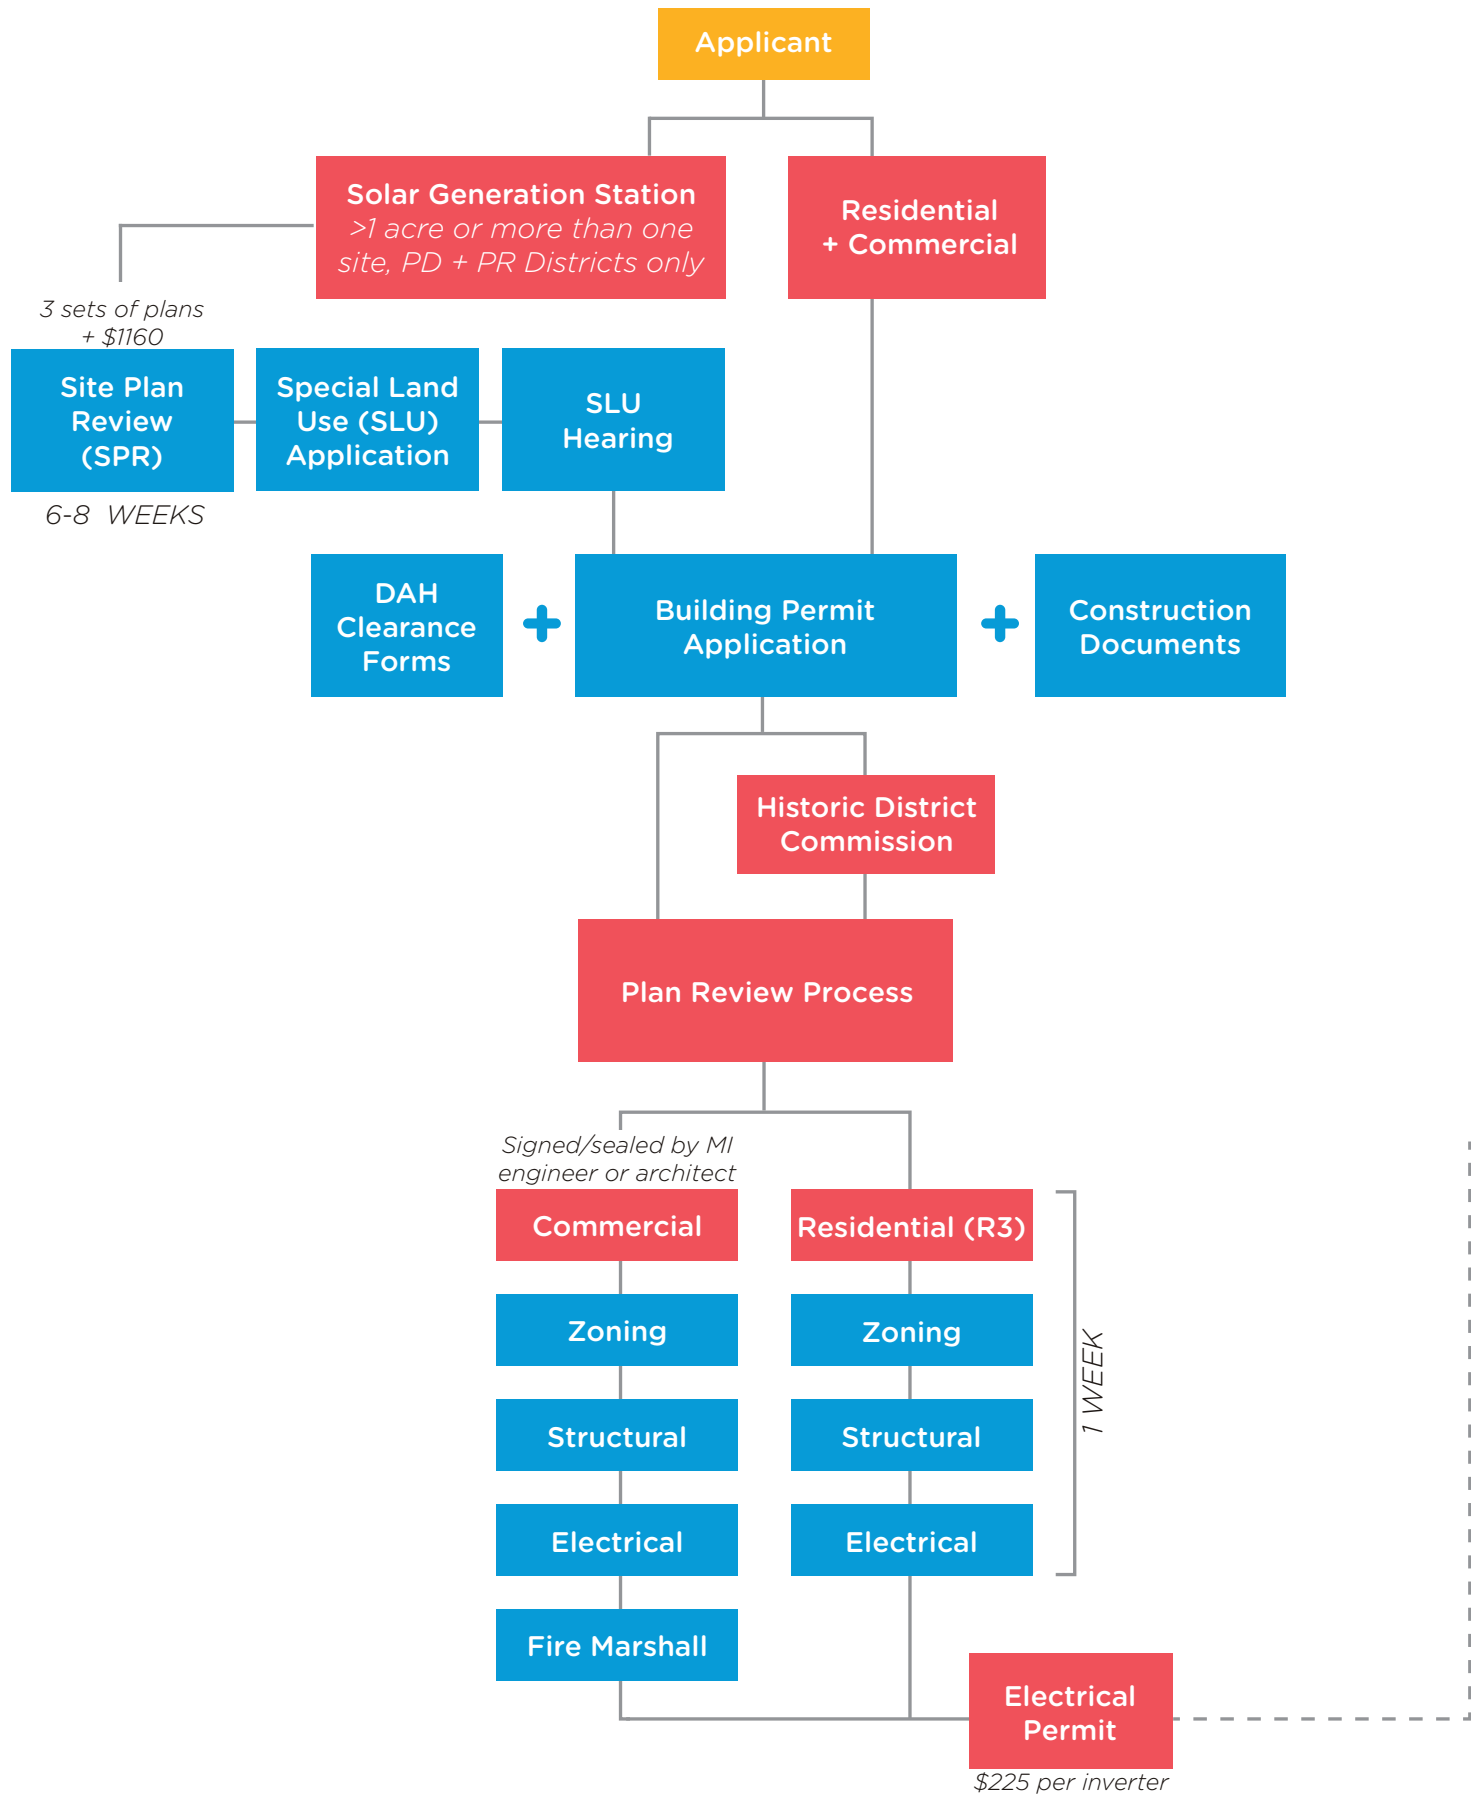 Applicant
Solar Generation Station
>1 acre or more than one
site, PD + PR Districts only
Residential
+ Commercial
3 sets of plans
+ $1160
Site Plan
Review
(SPR)
Special Land
Use (SLU)
Application
SLU
Hearing
6-8 WEEKS
DAH
Clearance
Forms
+
Building Permit
Application
+
Construction
Documents
Historic District
Commission
Plan Review Process
Signed/sealed by MI
engineer or architect
Commercial
Residential (R3)
Zoning
Zoning
1 WEEK
Structural
Structural
Electrical
Electrical
Fire Marshall
Electrical
Permit
$225 per inverter